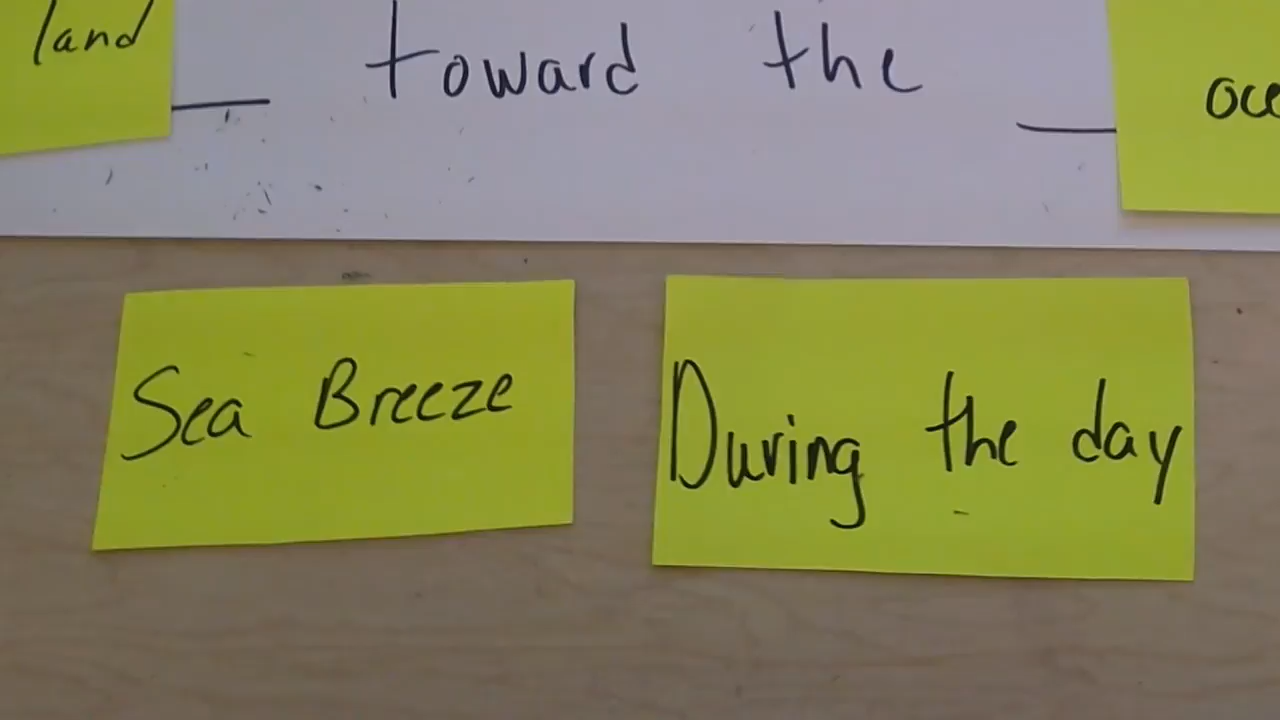 land toward the
Sea Breeze
During the day